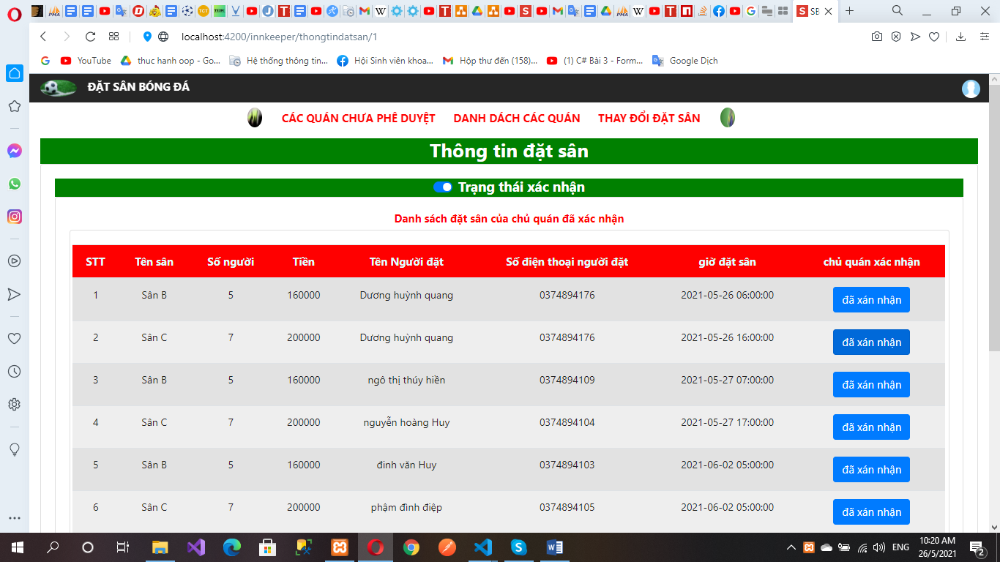 SE
localhost:4200/innkeeper/thongtindatsan/1
YouTube
thuc hanh oop - Go...
Hệ thống thông tin...
Hội Sinh viên khoa...
Hộp thư đến (158)...
(1) C# Bài 3 - Form...
Google Dịch
ĐẶT SÂN BÓNG ĐÁ
CÁC QUÁN CHƯA PHÊ DUYỆT DANH DÁCH CÁC QUÁN THAY ĐỔI ĐẶT SÂN
Thông tin đặt sân
Trạng thái xác nhận
Danh sách đặt sân của chủ quán đã xác nhận
STT Tên sân Số người Tiền Tên Người đặt Số điện thoại người đặt giờ đặt sân chủ quán xác nhận
1 Sân B 5 160000 Dương huỳnh quang 0374894176 2021-05-26 06:00:00 đã xán nhận
2 Sân C 7 200000 Dương huỳnh quang 0374894176 2021-05-26 16:00:00 đã xán nhận
3 Sân B 5 160000 ngô thị thúy hiền 0374894109 2021-05-27 07:00:00 đã xán nhận
4 Sân C 7 200000 nguyễn hoàng Huy 0374894104 2021-05-27 17:00:00 đã xán nhận
5 Sân B 5 160000 đinh văn Huy 0374894103 2021-06-02 05:00:00 đã xán nhận
6 Sân C 7 200000 phậm đình điệp 0374894105 2021-06-02 05:00:00 đã xán nhận
ENG
10:20 AM
26/5/2021
2